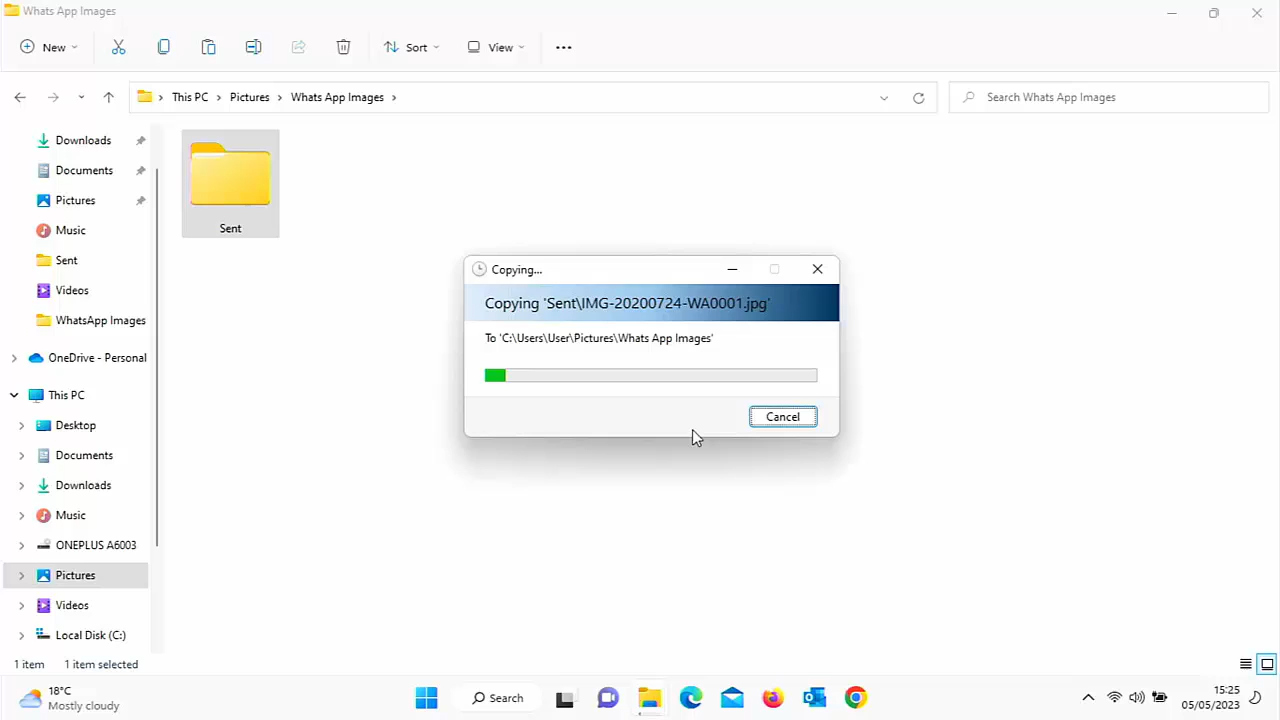 Whats App Images
New
Sort
View
This PC
Pictures
Whats App Images
Search Whats App Images
Downloads
Documents
Pictures
Music
Sent
Videos
WhatsApp Images
OneDrive - Personal
This PC
Desktop
Documents
Downloads
Music
ONEPLUS A6003
Pictures
Videos
Local Disk (C:)
Sent
Copying...
Copying 'Sent\IMG-20200724-WA0001.jpg'
To 'C:\Users\User\Pictures\Whats App Images'
Cancel
1 item
1 item selected
18°C
Mostly cloudy
Search
15:25
05/05/2023